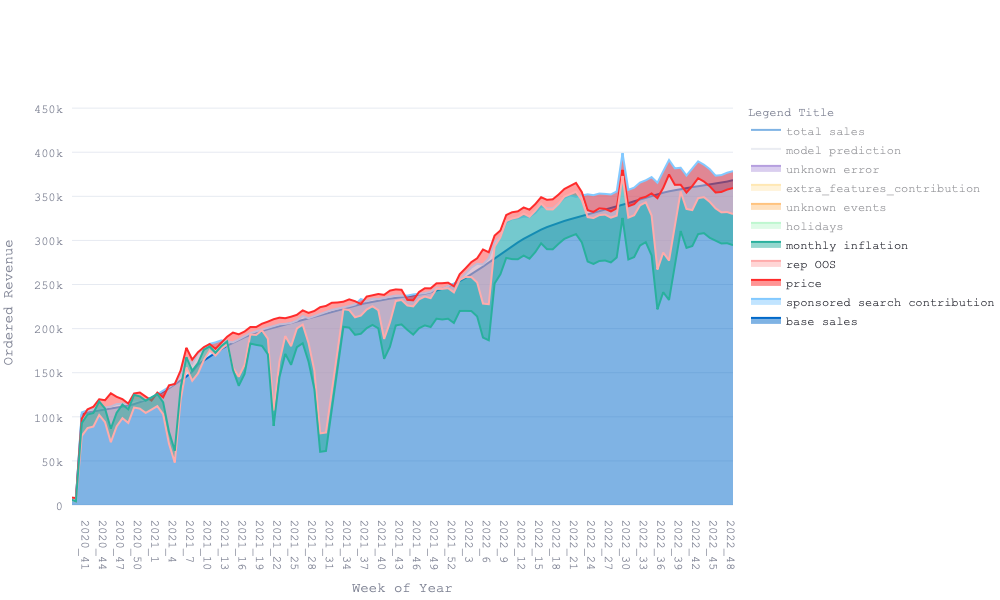 450k
400k
350k
300k
250k
200k
150k
100k
50k
0
Ordered Revenue
2020_41
2020_44
2020_47
2020_50
2021_1
2021_4
2021_7
2021_10
2021_13
2021_16
2021_19
2021_22
2021_25
2021_28
2021_31
2021_34
2021_37
2021_40
2021_43
2021_46
2021_49
2021_52
2022_3
2022_6
2022_9
2022_12
2022_15
2022_18
2022_21
2022_24
2022_27
2022_30
2022_33
2022_36
2022_39
2022_42
2022_45
2022_48
Week of Year
Legend Title
total sales
model prediction
unknown error
extra_features_contribution
unknown events
holidays
monthly inflation
rep OOS
price
sponsored search contribution
base sales